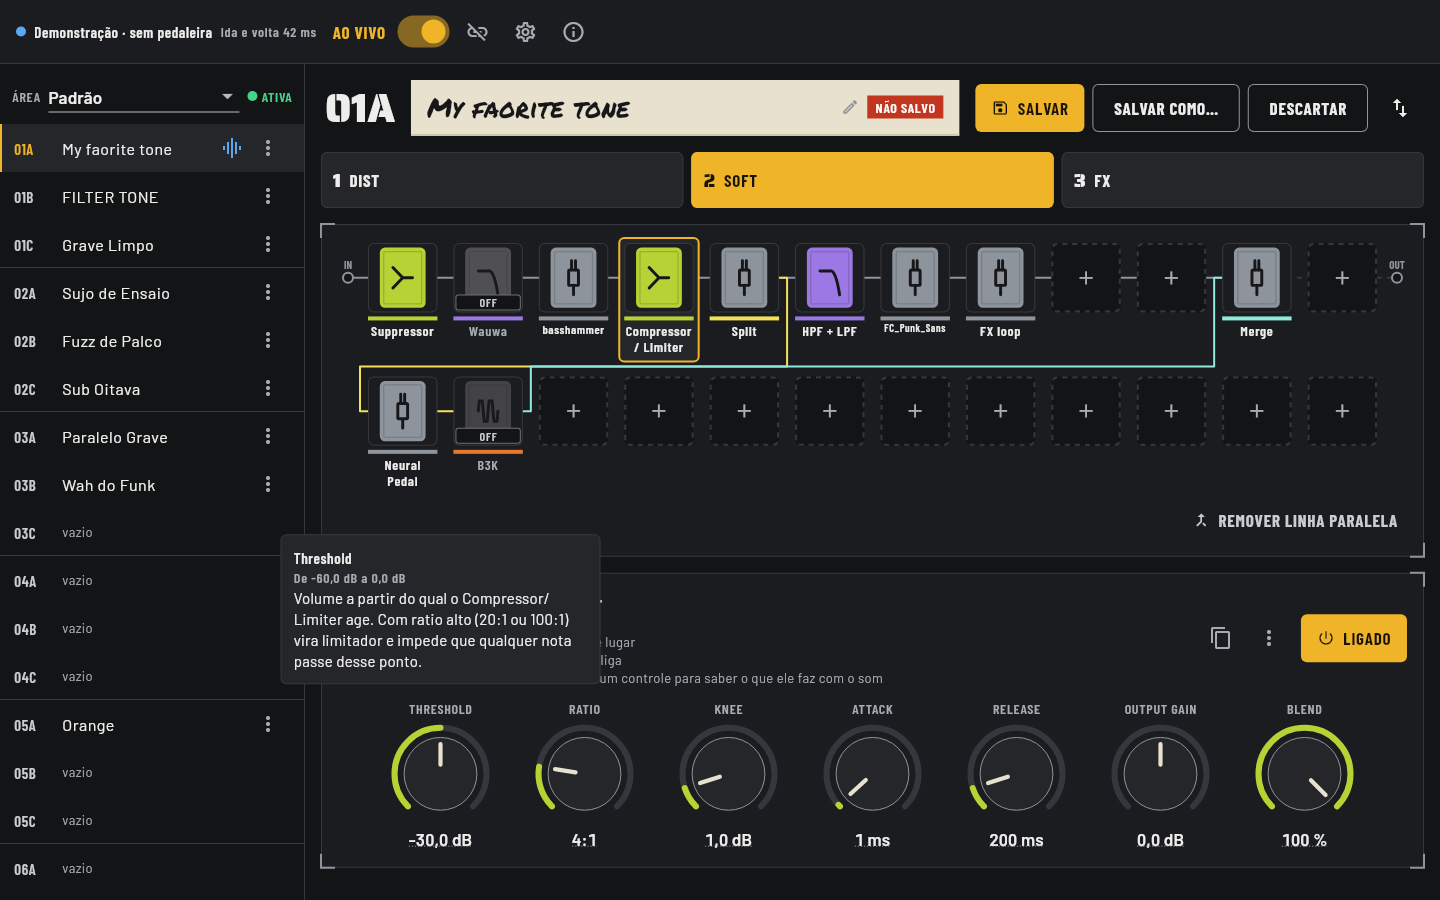 Demonstração · sem pedaleira Ida e volta 42 ms AO VIVO
ÁREA Padrão ATIVA
01A My faorite tone
01B FILTER TONE
01C Grave Limpo
02A Sujo de Ensaio
02B Fuzz de Palco
02C Sub Oitava
03A Paralelo Grave
03B Wah do Funk
03C vazio
04A vazio
04B vazio
04C vazio
05A Orange
05B vazio
05C vazio
06A vazio
01A My faorite tone NÃO SALVO SALVAR SALVAR COMO... DESCARTAR
1 DIST 2 SOFT 3 FX
IN OUT
OFF
Suppressor Wauwa basshammer Compressor / Limiter Split HPF + LPF FC_Punk_Sans FX loop Merge
OFF
Neural Pedal B3K
REMOVER LINHA PARALELA
Threshold
De -60,0 dB a 0,0 dB
Volume a partir do qual o Compressor/
Limiter age. Com ratio alto (20:1 ou 100:1)
vira limitador e impede que qualquer nota
passe desse ponto.
lugar
liga
um controle para saber o que ele faz com o som
LIGADO
THRESHOLD RATIO KNEE ATTACK RELEASE OUTPUT GAIN BLEND
-30,0 dB 4:1 1,0 dB 1 ms 200 ms 0,0 dB 100 %